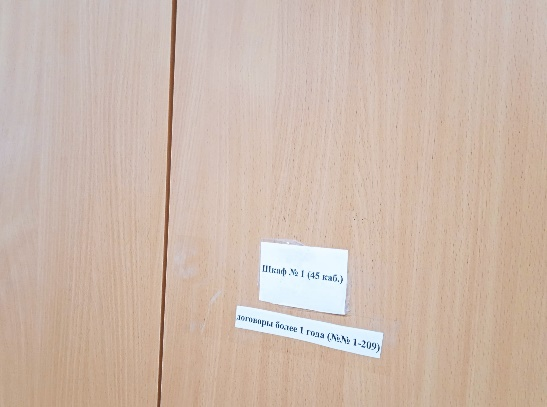 Шкаф № 1 (45 каб.)
договоры более 1 года (№№ 1-209)